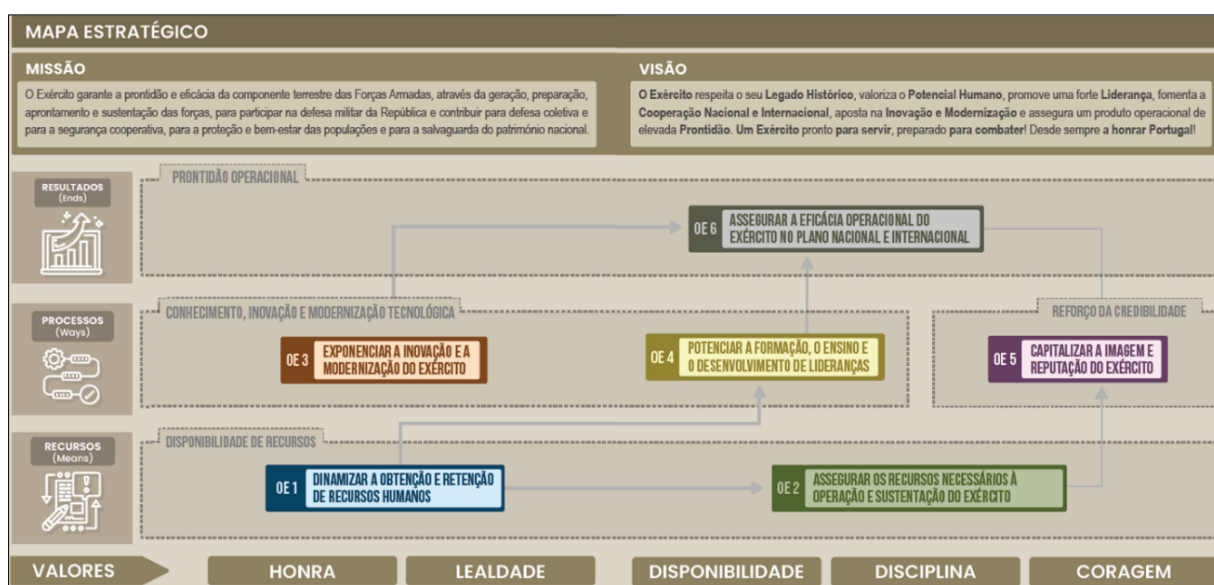 MAPA ESTRATÉGICO
MISSÃO
O Exército garante a prontidão e eficácia da componente terrestre das Forças Armadas, através da geração, preparação,
aprontamento e sustentação das forças, para participar na defesa militar da República e contribuir para defesa coletiva e
para a segurança cooperativa, para a proteção e bem-estar das populações e para a salvaguarda do património nacional.
VISÃO
O Exército respeita o seu Legado Histórico, valoriza o Potencial Humano, promove uma forte Liderança, fomenta a
Cooperação Nacional e Internacional, aposta na Inovação e Modernização e assegura um produto operacional de
elevada Prontidão. Um Exército pronto para servir, preparado para combater! Desde sempre a honrar Portugal!
RESULTADOS
(Ends)
PRONTIDÃO OPERACIONAL
OE 6
ASSEGURAR A EFICÁCIA OPERACIONAL DO
EXÉRCITO NO PLANO NACIONAL E INTERNACIONAL
PROCESSOS
(Ways)
CONHECIMENTO, INOVAÇÃO E MODERNIZAÇÃO TECNOLÓGICA
OE 3
EXPONENCIAR A INOVAÇÃO E A
MODERNIZAÇÃO DO EXÉRCITO
OE 4
POTENCIAR A FORMAÇÃO, O ENSINO E
O DESENVOLVIMENTO DE LIDERANÇAS
REFORÇO DA CREDIBILIDADE
OE 5
CAPITALIZAR A IMAGEM E
REPUTAÇÃO DO EXÉRCITO
RECURSOS
(Means)
DISPONIBILIDADE DE RECURSOS
OE 1
DINAMIZAR A OBTENÇÃO E RETENÇÃO
DE RECURSOS HUMANOS
OE 2
ASSEGURAR OS RECURSOS NECESSÁRIOS À
OPERAÇÃO E SUSTENTAÇÃO DO EXÉRCITO
VALORES
HONRA
LEALDADE
DISPONIBILIDADE
DISCIPLINA
CORAGEM